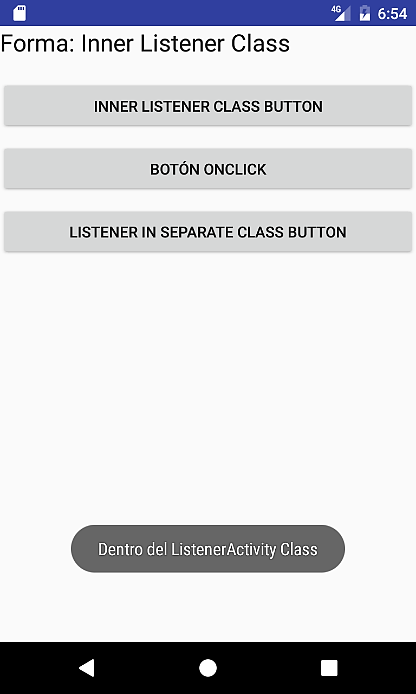 4G 6:54
Forma: Inner Listener Class
INNER LISTENER CLASS BUTTON
BOTÓN ONCLICK
LISTENER IN SEPARATE CLASS BUTTON
Dentro del ListenerActivity Class